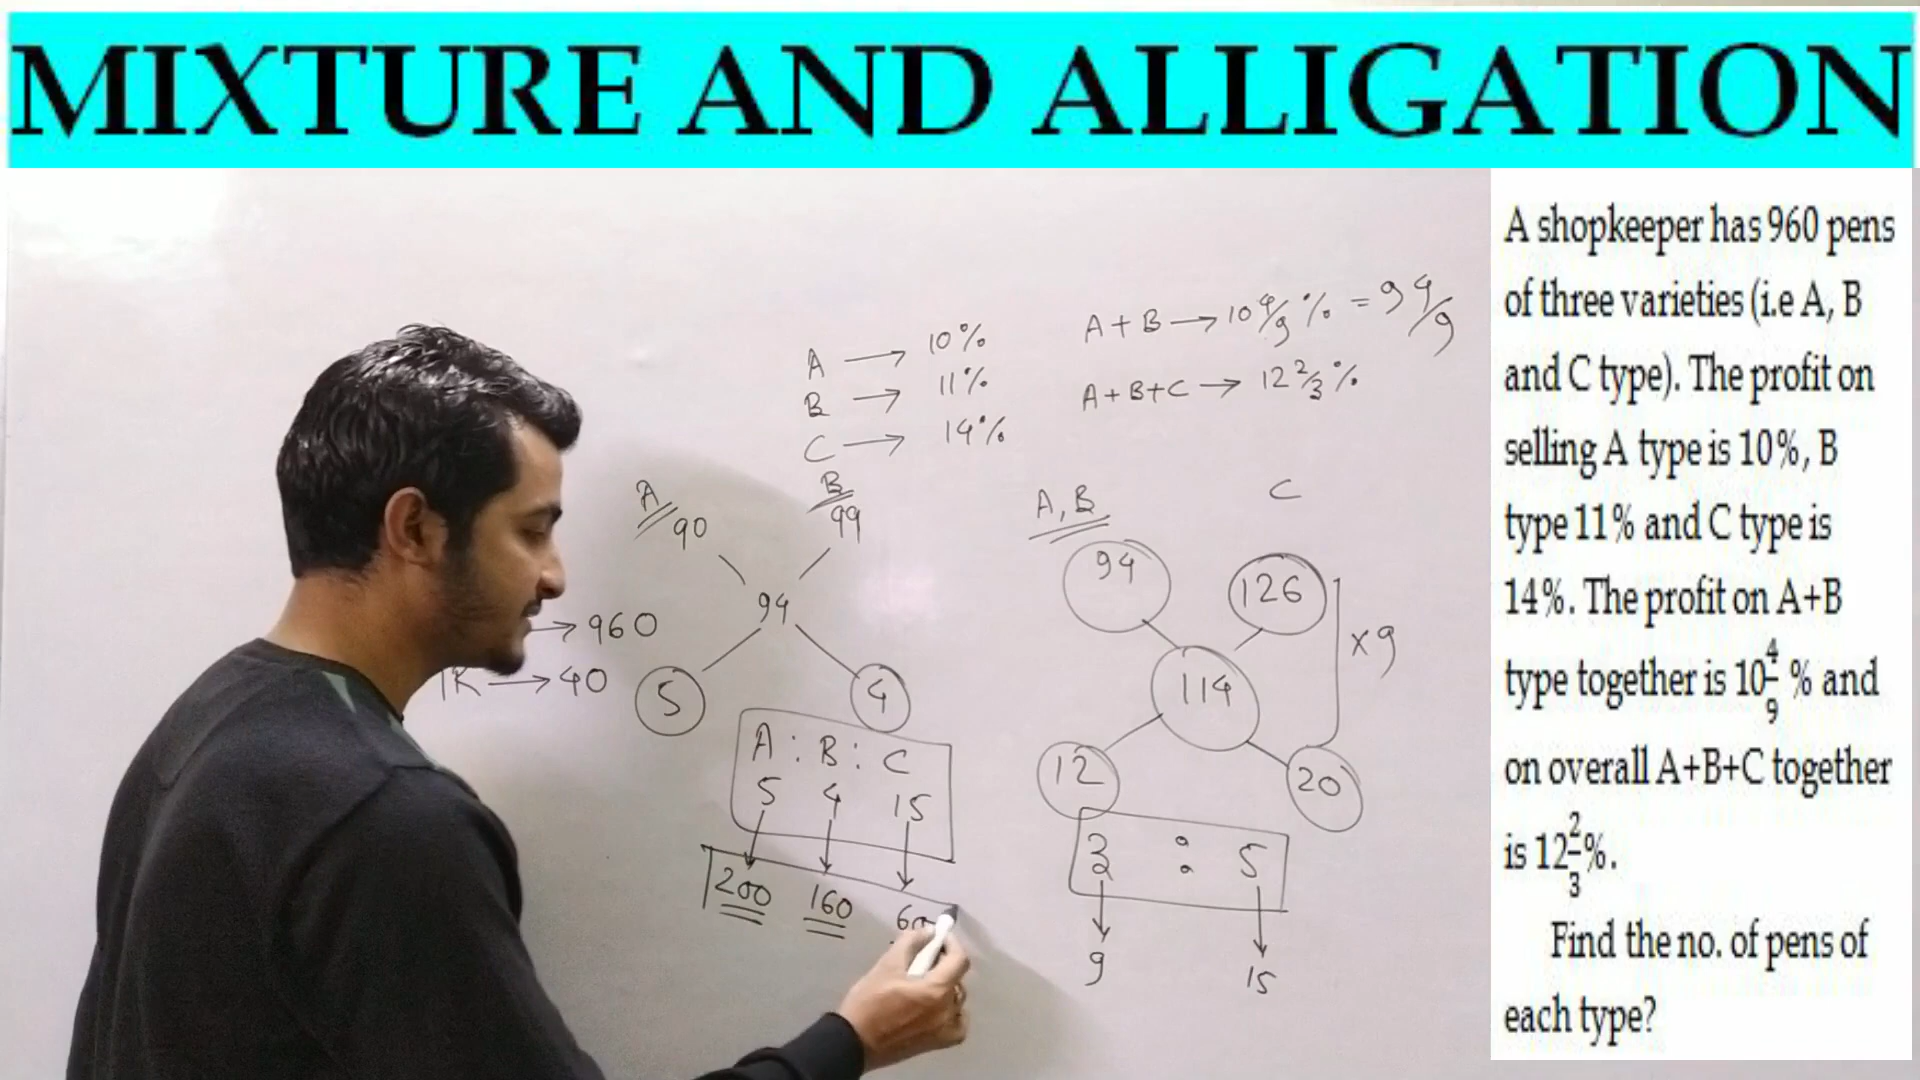 MIXTURE AND ALLIGATION
A → 10%
B → 11%
C → 14%
A + B → 10 4/9 % = 94/9
A + B + C → 12 2/3 %
A
90
B
99
94
5
4
→ 960
1R → 40
A : B : C
5 4 15
200 160
A, B
C
94
126
114
12
20
× 9
3 : 5
9 15
A shopkeeper has 960 pens
of three varieties (i.e A, B
and C type). The profit on
selling A type is 10%, B
type 11% and C type is
14%. The profit on A+B
type together is 10 4/9 % and
on overall A+B+C together
is 12 2/3 %.
Find the no. of pens of
each type?